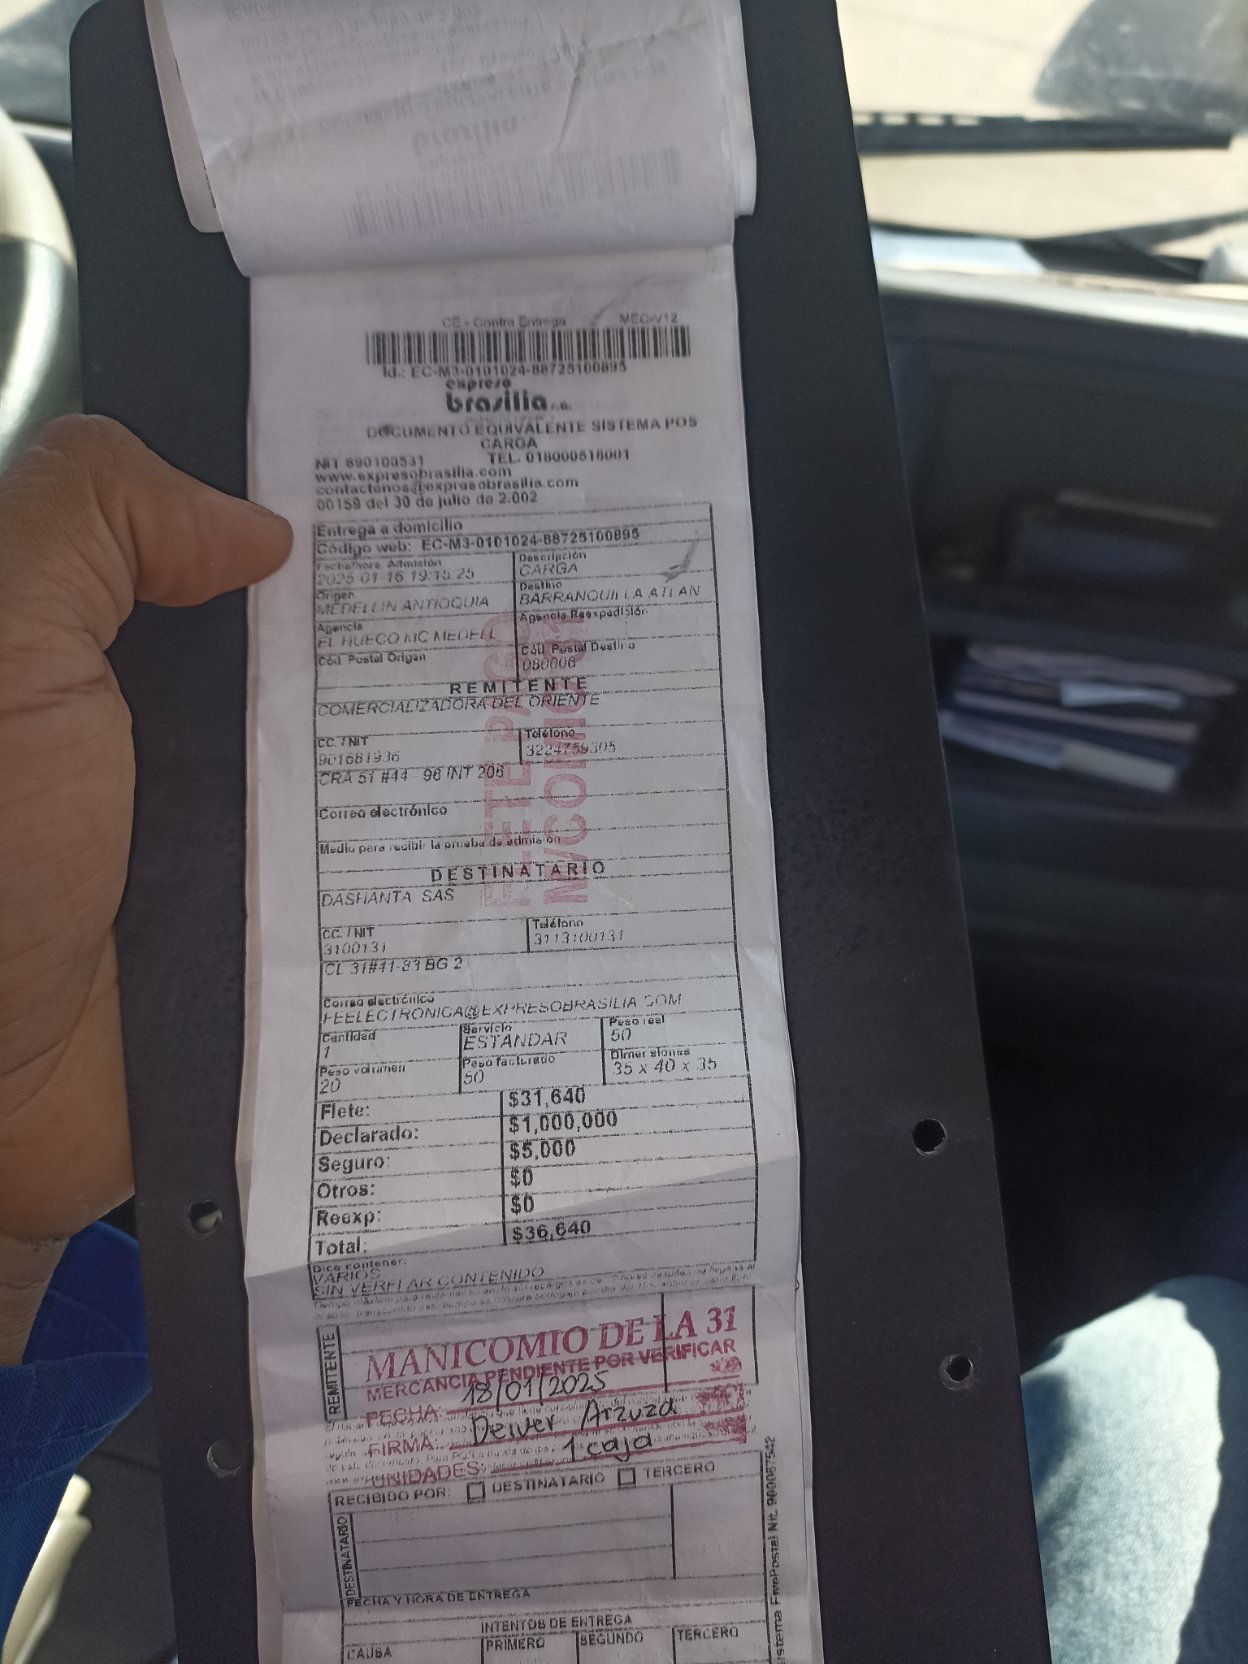 CE - Contra Entrega MEC-V12
Id.: EC-M3-0101024-88725100895
expreso
brasilia s.a.
DOCUMENTO EQUIVALENTE SISTEMA POS
CARGA
NIT 890100531 TEL. 018000518001
www.expresobrasilia.com
contactenos@expresobrasilia.com
00159 del 30 de julio de 2.002
Entrega a domicilio
Código web: EC-M3-0101024-88725100895
Fecha/hora Admisión Descripción
2025-01-16 19:15:25 CARGA
Origen Destino
MEDELLIN ANTIOQUIA BARRANQUILLA ATLAN
Agencia Agencia Reexpedición
EL HUECO MC MEDELL
Cód. Postal Origen Cód. Postal Destino
080006
REMITENTE
COMERCIALIZADORA DEL ORIENTE
CC. / NIT Teléfono
901681936 3224759305
CRA 51 #44 - 96 INT 206
Correo electrónico
Medio para recibir la prueba de admisión
FLETE PAGO
M/COMICS!
DESTINATARIO
DASHANTA SAS
CC. / NIT Teléfono
3100131 3113100131
CL 31#41-83 BG 2
Correo electrónico
FEELECTRONICA@EXPRESOBRASILIA.COM
Cantidad Servicio Peso real
1 ESTANDAR 50
Peso volumen Peso facturado Dimensiones
20 50 35 x 40 x 35
Flete: $31,640
Declarado: $1,000,000
Seguro: $5,000
Otros: $0
Reexp: $0
Total: $36,640
Dice contener:
VARIOS
SIN VERFI AR CONTENIDO
REMITENTE
MANICOMIO DE LA 31
MERCANCIA PENDIENTE POR VERIFICAR
FECHA: 18/01/2025
FIRMA: Deiver Arzuza
UNIDADES: 1 caja
RECIBIDO POR: DESTINATARIO TERCERO
DESTINATARIO
FECHA Y HORA DE ENTREGA
INTENTOS DE ENTREGA
CAUSA PRIMERO SEGUNDO TERCERO